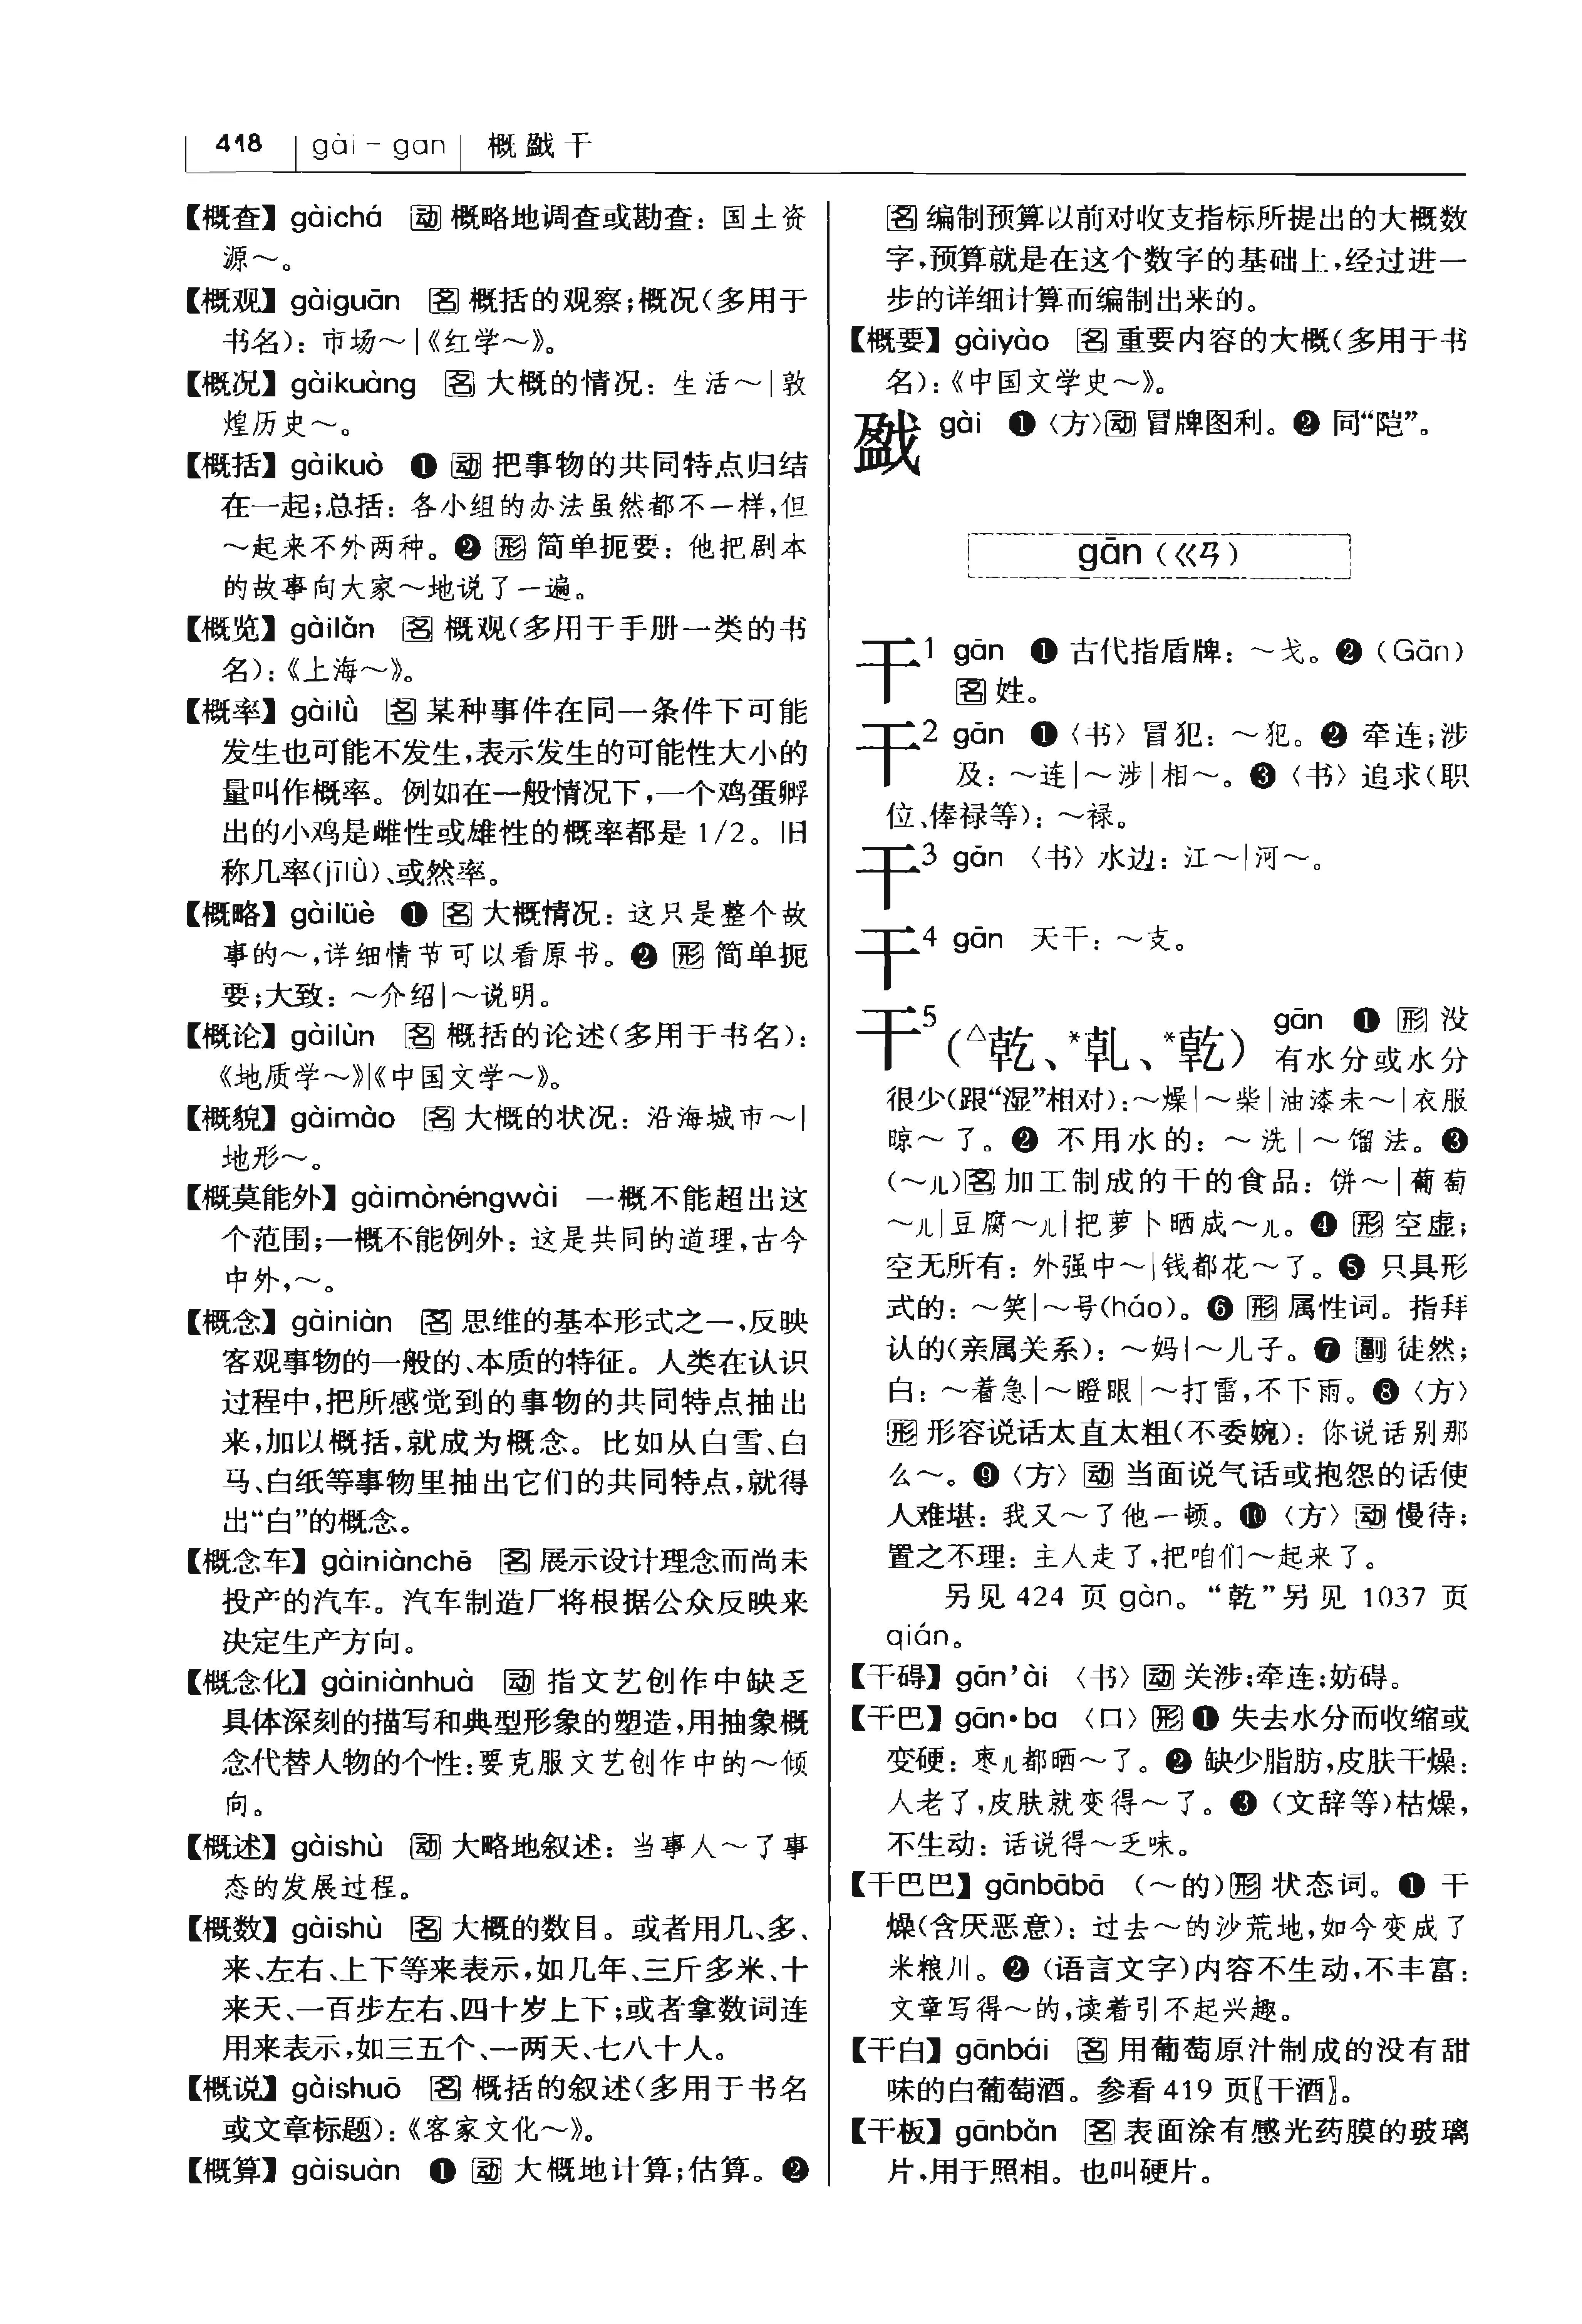 418 gài－gan 概戤干
【概查】gàichá 动 概略地调查或勘查：国土资
源～。
【概观】gàiguān 名 概括的观察；概况（多用于
书名）：市场～|《红学～》。
【概况】gàikuàng 名 大概的情况：生活～|敦
煌历史～。
【概括】gàikuò ❶ 动 把事物的共同特点归结
在一起；总括：各小组的办法虽然都不一样，但
～起来不外两种。❷ 形 简单扼要：他把剧本
的故事向大家～地说了一遍。
【概览】gàilǎn 名 概观（多用于手册一类的书
名）：《上海～》。
【概率】gàilǜ 名 某种事件在同一条件下可能
发生也可能不发生，表示发生的可能性大小的
量叫作概率。例如在一般情况下，一个鸡蛋孵
出的小鸡是雌性或雄性的概率都是 1/2。旧
称几率(jīlǜ)、或然率。
【概略】gàilüè ❶ 名 大概情况：这只是整个故
事的～，详细情节可以看原书。❷ 形 简单扼
要；大致：～介绍|～说明。
【概论】gàilùn 名 概括的论述（多用于书名）：
《地质学～》|《中国文学～》。
【概貌】gàimào 名 大概的状况：沿海城市～|
地形～。
【概莫能外】gàimònéngwài 一概不能超出这
个范围；一概不能例外：这是共同的道理，古今
中外，～。
【概念】gàiniàn 名 思维的基本形式之一，反映
客观事物的一般的、本质的特征。人类在认识
过程中，把所感觉到的事物的共同特点抽出
来，加以概括，就成为概念。比如从白雪、白
马、白纸等事物里抽出它们的共同特点，就得
出“白”的概念。
【概念车】gàiniànchē 名 展示设计理念而尚未
投产的汽车。汽车制造厂将根据公众反映来
决定生产方向。
【概念化】gàiniànhuà 动 指文艺创作中缺乏
具体深刻的描写和典型形象的塑造，用抽象概
念代替人物的个性：要克服文艺创作中的～倾
向。
【概述】gàishù 动 大略地叙述：当事人～了事
态的发展过程。
【概数】gàishù 名 大概的数目。或者用几、多、
来、左右、上下等来表示，如几年、三斤多米、十
来天、一百步左右、四十岁上下；或者拿数词连
用来表示，如三五个、一两天、七八十人。
【概说】gàishuō 名 概括的叙述（多用于书名
或文章标题）：《客家文化～》。
【概算】gàisuàn ❶ 动 大概地计算；估算。❷
名 编制预算以前对收支指标所提出的大概数
字，预算就是在这个数字的基础上，经过进一
步的详细计算而编制出来的。
【概要】gàiyào 名 重要内容的大概（多用于书
名）：《中国文学史～》。
戤 gài ❶〈方〉动 冒牌图利。❷ 同“隑”。
gān（ㄍㄢ）
干1 gān ❶ 古代指盾牌：～戈。❷（Gān）
名 姓。
干2 gān ❶〈书〉冒犯：～犯。❷ 牵连；涉
及：～连|～涉|相～。❸〈书〉追求（职
位、俸禄等）：～禄。
干3 gān 〈书〉水边：江～|河～。
干4 gān 天干：～支。
干5（△乾、*乹、*乾） gān ❶ 形 没
有水分或水分
很少（跟“湿”相对）：～燥|～柴|油漆未～|衣服
晾～了。❷ 不用水的：～洗|～馏法。❸
（～儿）名 加工制成的干的食品：饼～|葡萄
～儿|豆腐～儿|把萝卜晒成～儿。❹ 形 空虚；
空无所有：外强中～|钱都花～了。❺ 只具形
式的：～笑|～号(háo)。❻ 形 属性词。指拜
认的（亲属关系）：～妈|～儿子。❼ 副 徒然；
白：～着急|～瞪眼|～打雷，不下雨。❽〈方〉
形 形容说话太直太粗（不委婉）：你说话别那
么～。❾〈方〉动 当面说气话或抱怨的话使
人难堪：我又～了他一顿。❿〈方〉动 慢待；
置之不理：主人走了，把咱们～起来了。
另见 424 页 gàn。“乾”另见 1037 页
qián。
【干碍】gān’ài 〈书〉动 关涉；牵连；妨碍。
【干巴】gān·ba 〈口〉形 ❶ 失去水分而收缩或
变硬：枣儿都晒～了。❷ 缺少脂肪，皮肤干燥：
人老了，皮肤就变得～了。❸（文辞等）枯燥，
不生动：话说得～乏味。
【干巴巴】gānbābā （～的）形 状态词。❶ 干
燥（含厌恶意）：过去～的沙荒地，如今变成了
米粮川。❷（语言文字）内容不生动，不丰富：
文章写得～的，读着引不起兴趣。
【干白】gānbái 名 用葡萄原汁制成的没有甜
味的白葡萄酒。参看 419 页〖干酒〗。
【干板】gānbǎn 名 表面涂有感光药膜的玻璃
片，用于照相。也叫硬片。